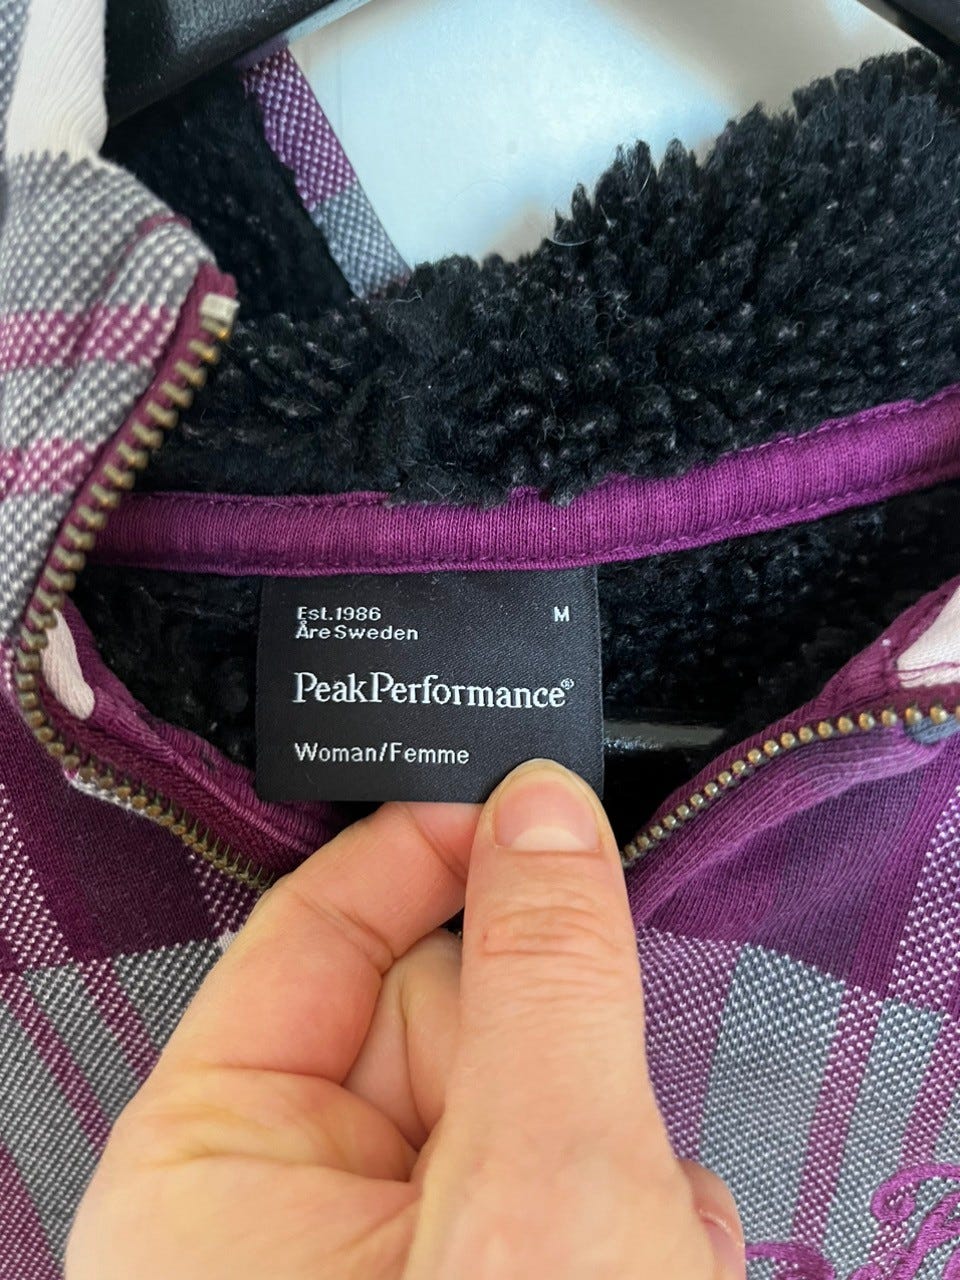 Est.1986 M
Åre Sweden
PeakPerformance®
Woman/Femme